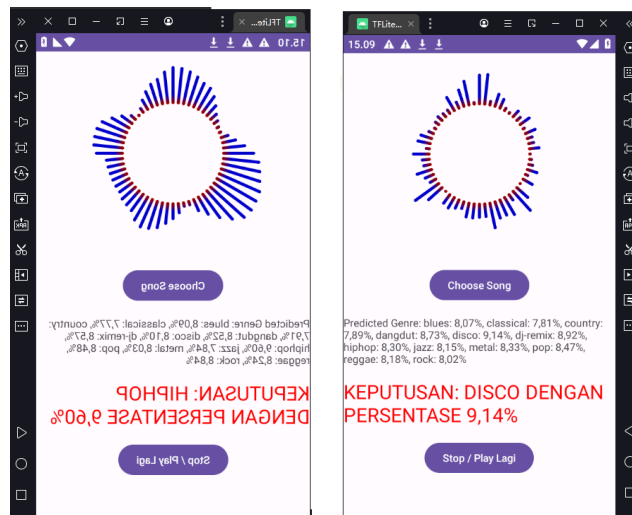 TFLite...
15.10
Choose Song
Predicted Genre: blues: 8,09%, classical: 7,77%, country:
7,91%, dangdut: 8,52%, disco: 8,10%, dj-remix: 8,57%,
hiphop: 9,60%, jazz: 7,84%, metal: 8,03%, pop: 8,48%,
reggae: 8,24%, rock: 8,84%
KEPUTUSAN: HIPHOP
DENGAN PERSENTASE 9,60%
Stop / Play Lagi
TFLite...
15.09
Choose Song
Predicted Genre: blues: 8,07%, classical: 7,81%, country:
7,89%, dangdut: 8,73%, disco: 9,14%, dj-remix: 8,92%,
hiphop: 8,30%, jazz: 8,15%, metal: 8,33%, pop: 8,47%,
reggae: 8,18%, rock: 8,02%
KEPUTUSAN: DISCO DENGAN
PERSENTASE 9,14%
Stop / Play Lagi